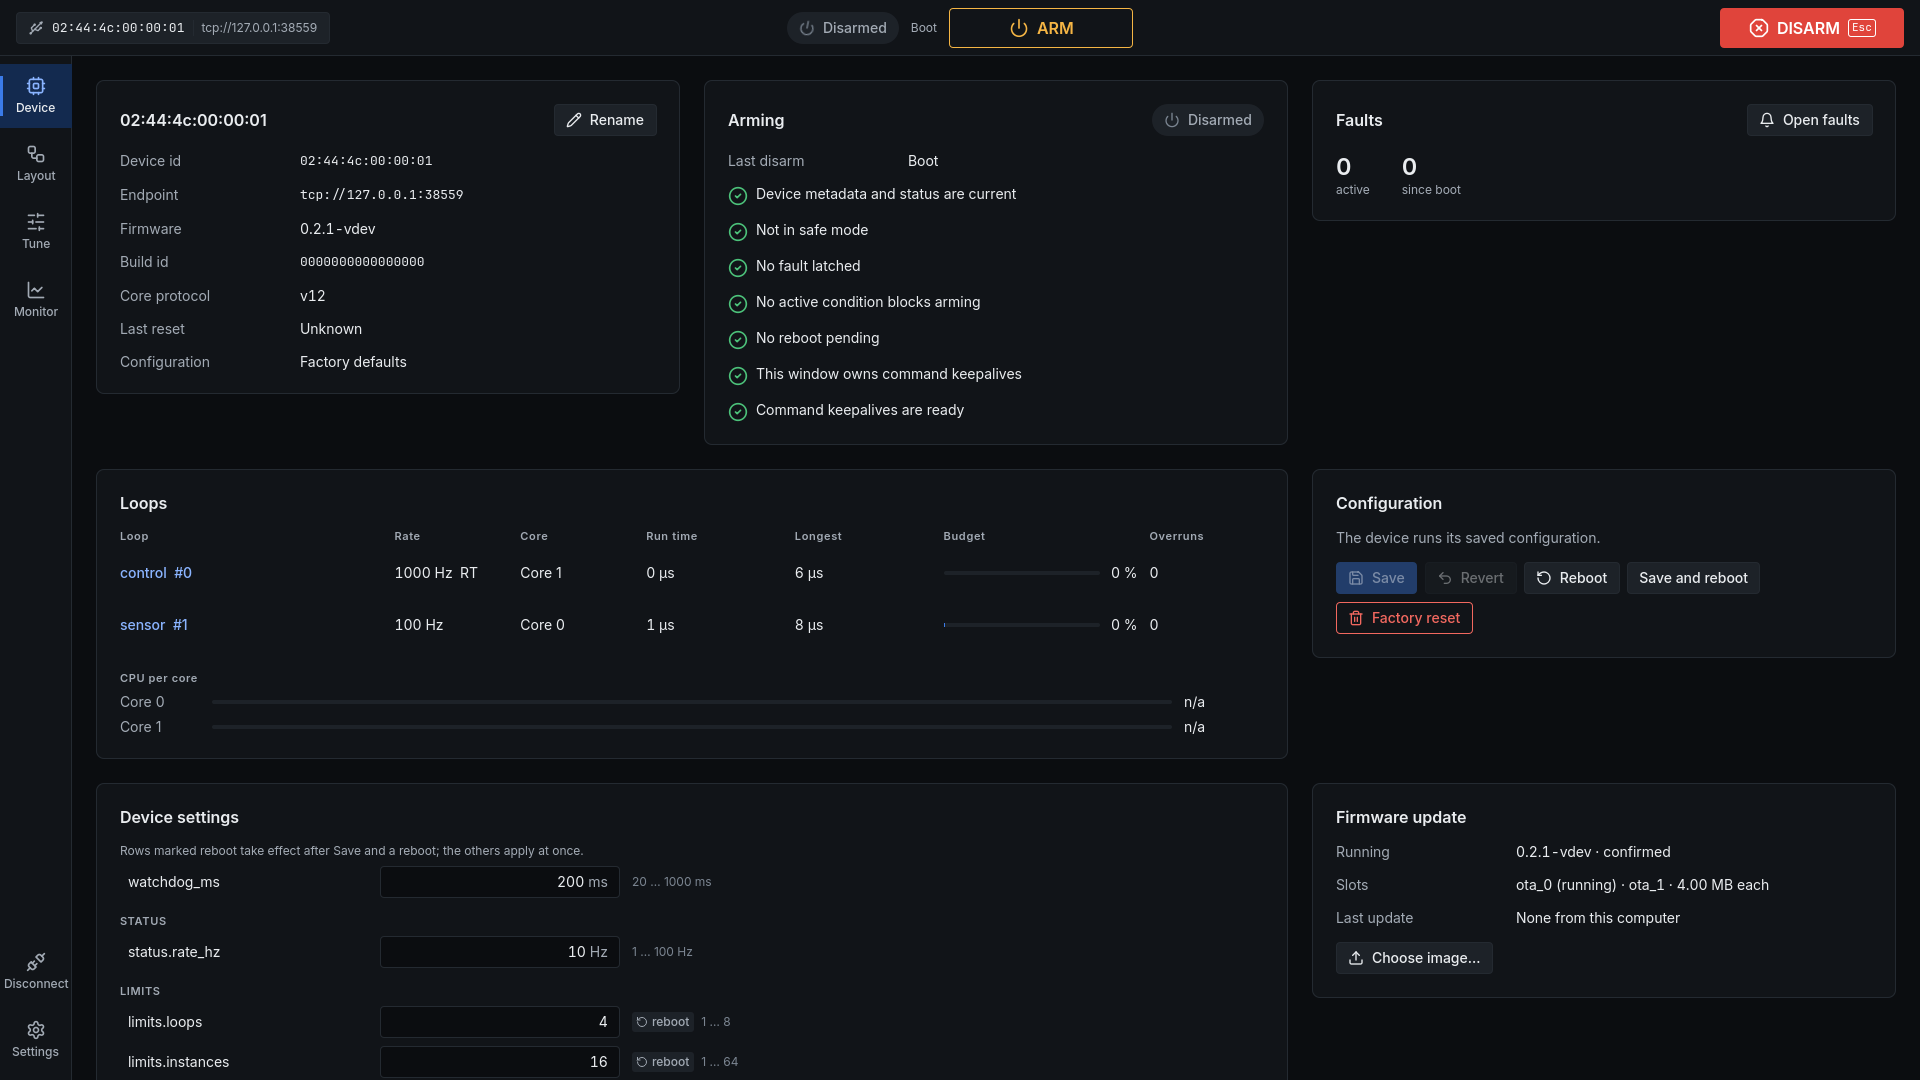 02:44:4c:00:00:01 tcp://127.0.0.1:38559
Disarmed Boot ARM
DISARM Esc
Device
Layout
Tune
Monitor
Disconnect
Settings
02:44:4c:00:00:01 Rename
Device id 02:44:4c:00:00:01
Endpoint tcp://127.0.0.1:38559
Firmware 0.2.1-vdev
Build id 0000000000000000
Core protocol v12
Last reset Unknown
Configuration Factory defaults
Arming Disarmed
Last disarm Boot
Device metadata and status are current
Not in safe mode
No fault latched
No active condition blocks arming
No reboot pending
This window owns command keepalives
Command keepalives are ready
Faults Open faults
0 0
active since boot
Loops
Loop Rate Core Run time Longest Budget Overruns
control #0 1000 Hz RT Core 1 0 µs 6 µs 0 % 0
sensor #1 100 Hz Core 0 1 µs 8 µs 0 % 0
CPU per core
Core 0 n/a
Core 1 n/a
Configuration
The device runs its saved configuration.
Save Revert Reboot Save and reboot
Factory reset
Device settings
Rows marked reboot take effect after Save and a reboot; the others apply at once.
watchdog_ms 200 ms 20 ... 1000 ms
STATUS
status.rate_hz 10 Hz 1 ... 100 Hz
LIMITS
limits.loops 4 reboot 1 ... 8
limits.instances 16 reboot 1 ... 64
Firmware update
Running 0.2.1-vdev · confirmed
Slots ota_0 (running) · ota_1 · 4.00 MB each
Last update None from this computer
Choose image...